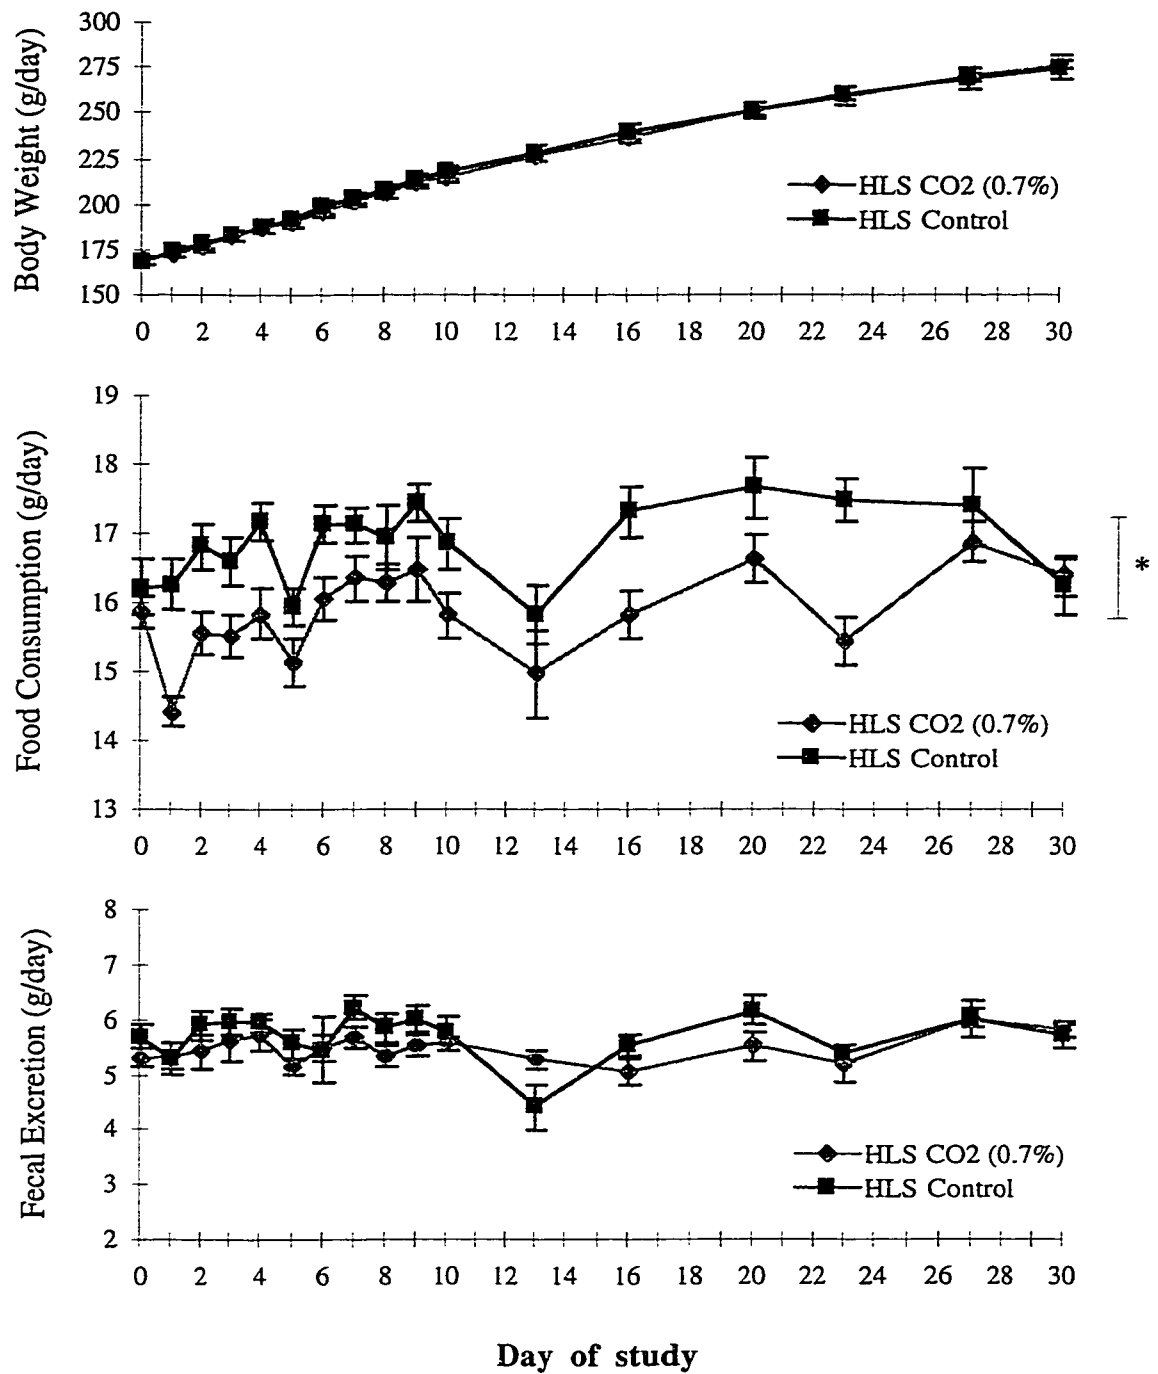 Body Weight (g/day)
300
275
250
225
200
175
150
HLS CO2 (0.7%)
HLS Control
0 2 4 6 8 10 12 14 16 18 20 22 24 26 28 30
Food Consumption (g/day)
19
18
17
16
15
14
13
*
HLS CO2 (0.7%)
HLS Control
0 2 4 6 8 10 12 14 16 18 20 22 24 26 28 30
Fecal Excretion (g/day)
8
7
6
5
4
3
2
HLS CO2 (0.7%)
HLS Control
0 2 4 6 8 10 12 14 16 18 20 22 24 26 28 30
Day of study